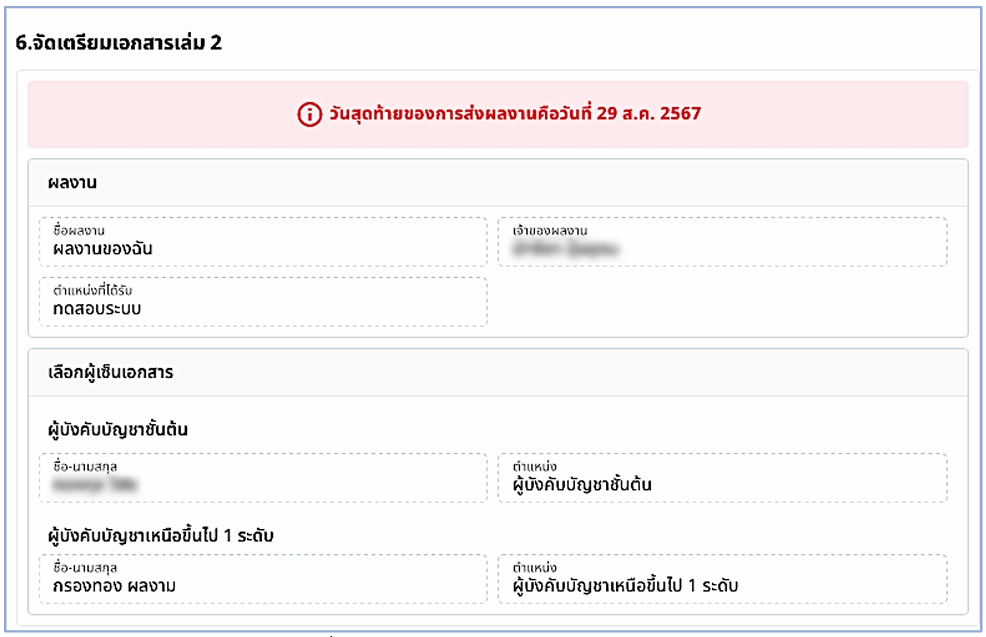 6.จัดเตรียมเอกสารเล่ม 2
วันสุดท้ายของการส่งผลงานคือวันที่ 29 ส.ค. 2567
ผลงาน
ชื่อผลงาน
ผลงานของฉัน
เจ้าของผลงาน
ตำแหน่งที่ได้รับ
ทดสอบระบบ
เลือกผู้เซ็นเอกสาร
ผู้บังคับบัญชาชั้นต้น
ชื่อ-นามสกุล
ตำแหน่ง
ผู้บังคับบัญชาชั้นต้น
ผู้บังคับบัญชาเหนือขึ้นไป 1 ระดับ
ชื่อ-นามสกุล
กรองทอง ผลงาม
ตำแหน่ง
ผู้บังคับบัญชาเหนือขึ้นไป 1 ระดับ